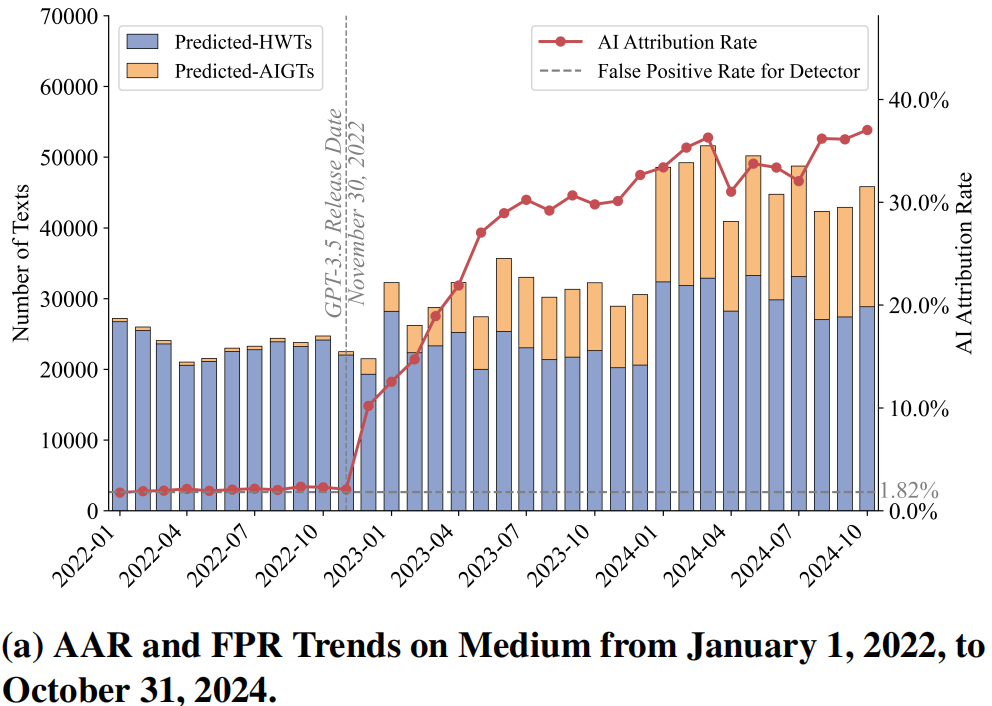 70000
60000
50000
40000
30000
20000
10000
0
Number of Texts
Predicted-HWTs
Predicted-AIGTs
GPT-3.5 Release Date
November 30, 2022
AI Attribution Rate
False Positive Rate for Detector
40.0%
30.0%
20.0%
10.0%
1.82%
0.0%
AI Attribution Rate
2022-01
2022-04
2022-07
2022-10
2023-01
2023-04
2023-07
2023-10
2024-01
2024-04
2024-07
2024-10
(a) AAR and FPR Trends on Medium from January 1, 2022, to
October 31, 2024.